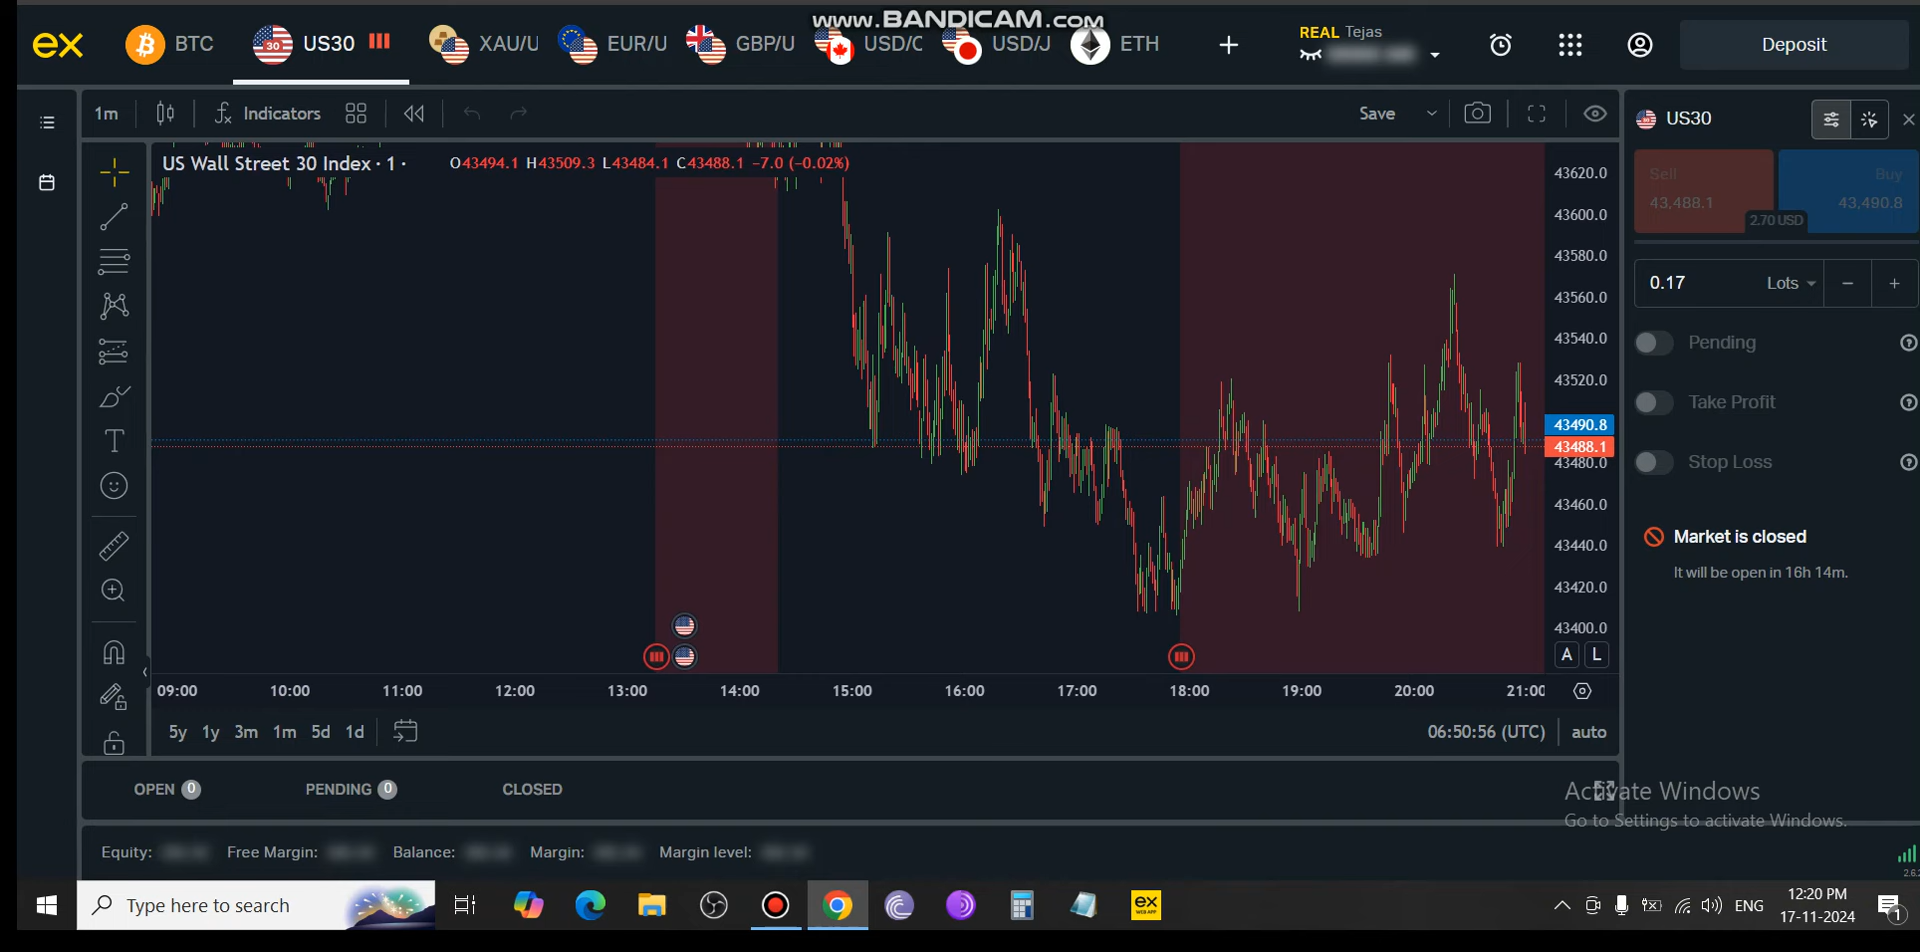 www.BANDICAM.com
ex
BTC
US30
XAU/U
EUR/U
GBP/U
USD/C
USD/J
ETH
+
REAL Tejas
Deposit
1m
Indicators
Save
US30
US Wall Street 30 Index · 1 ·
O43494.1 H43509.3 L43484.1 C43488.1 −7.0 (−0.02%)
Sell
43,488.1
Buy
43,490.8
2.70 USD
0.17
Lots
− +
Pending
Take Profit
Stop Loss
Market is closed
It will be open in 16h 14m.
43620.0
43600.0
43580.0
43560.0
43540.0
43520.0
43490.8
43488.1
43480.0
43460.0
43440.0
43420.0
43400.0
A L
09:00 10:00 11:00 12:00 13:00 14:00 15:00 16:00 17:00 18:00 19:00 20:00 21:00
5y 1y 3m 1m 5d 1d
06:50:56 (UTC)
auto
OPEN 0
PENDING 0
CLOSED
Activate Windows
Go to Settings to activate Windows.
Equity:
Free Margin:
Balance:
Margin:
Margin level:
Type here to search
ex
WEB APP
ENG
12:20 PM
17-11-2024
1